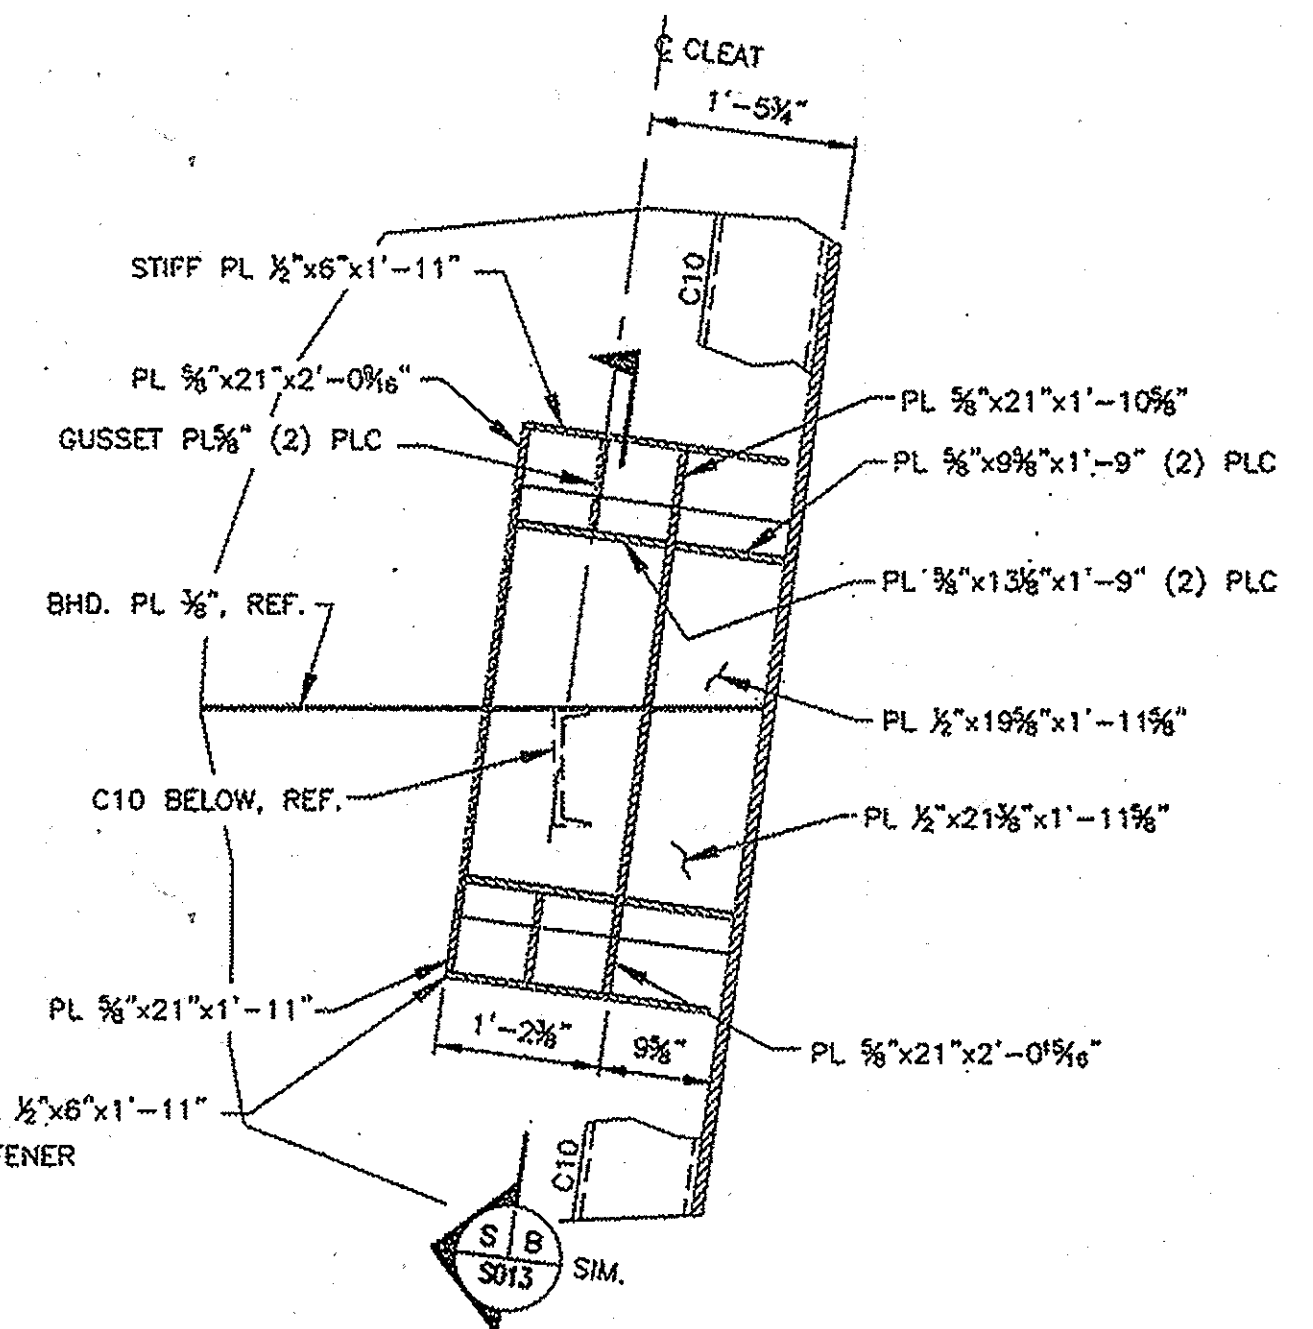 ℄ CLEAT
1'-5¾"
STIFF PL ½"x6"x1'-11"
C10
PL ⅝"x21"x2'-0⁹⁄₁₆"
PL ⅝"x21"x1'-10⅝"
GUSSET PL⅝" (2) PLC
PL ⅝"x9⅜"x1'-9" (2) PLC
PL ⅝"x13⅛"x1'-9" (2) PLC
BHD. PL ⅜", REF.
PL ½"x19⅝"x1'-11⅝"
C10 BELOW, REF.
PL ½"x21⅜"x1'-11⅝"
PL ⅝"x21"x1'-11"
1'-2⅜"
9⅝"
PL ⅝"x21"x2'-0¹⁵⁄₁₆"
½"x6"x1'-11"
FENER
C10
S B
S013
SIM.